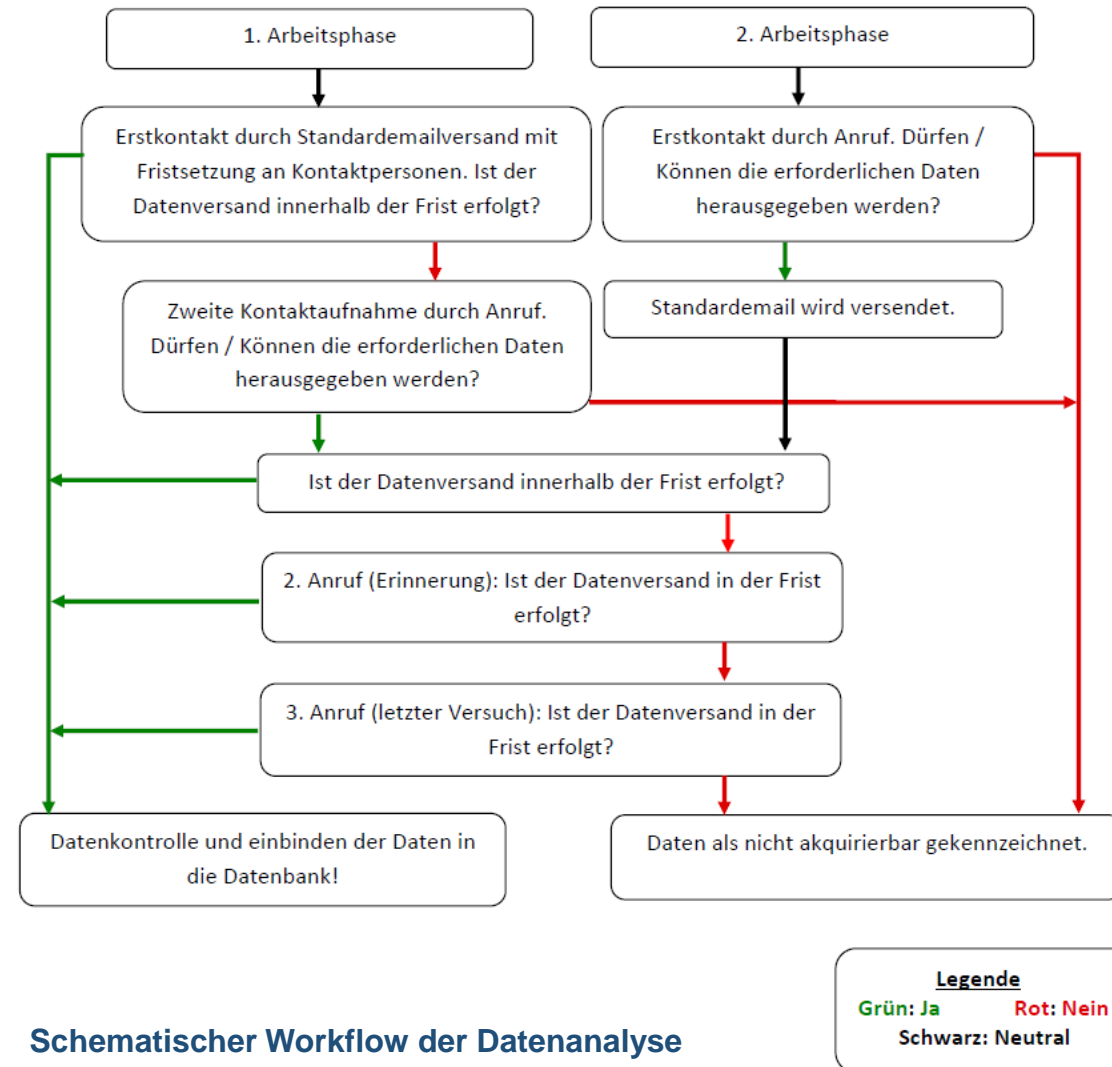 1. Arbeitsphase
2. Arbeitsphase
Erstkontakt durch Standardemailversand mit
Fristsetzung an Kontaktpersonen. Ist der
Datenversand innerhalb der Frist erfolgt?
Erstkontakt durch Anruf. Dürfen /
Können die erforderlichen Daten
herausgegeben werden?
Zweite Kontaktaufnahme durch Anruf.
Dürfen / Können die erforderlichen Daten
herausgegeben werden?
Standardemail wird versendet.
Ist der Datenversand innerhalb der Frist erfolgt?
2. Anruf (Erinnerung): Ist der Datenversand in der Frist
erfolgt?
3. Anruf (letzter Versuch): Ist der Datenversand in der
Frist erfolgt?
Datenkontrolle und einbinden der Daten in
die Datenbank!
Daten als nicht akquirierbar gekennzeichnet.
Legende
Grün: Ja Rot: Nein
Schwarz: Neutral
Schematischer Workflow der Datenanalyse